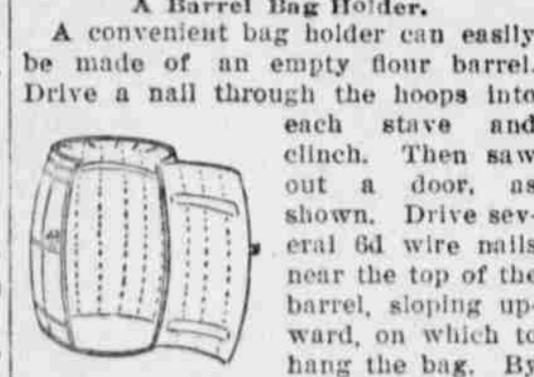 A Barrel Bag Holder.
A convenient bag holder can easily
be made of an empty flour barrel.
Drive a nail through the hoops into
each stave and
clinch. Then saw
out a door, as
shown. Drive sev-
eral 6d wire nails
near the top of the
barrel, sloping up-
ward, on which to
hang the bag. By